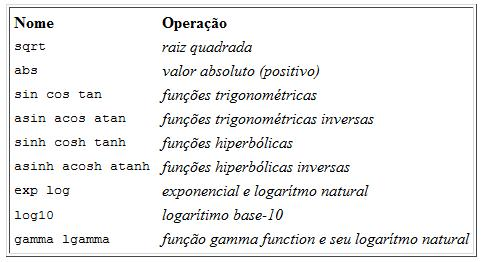 Nome Operação
sqrt raiz quadrada
abs valor absoluto (positivo)
sin cos tan funções trigonométricas
asin acos atan funções trigonométricas inversas
sinh cosh tanh funções hiperbólicas
asinh acosh atanh funções hiperbólicas inversas
exp log exponencial e logarítmo natural
log10 logarítimo base-10
gamma lgamma função gamma function e seu logarítmo natural